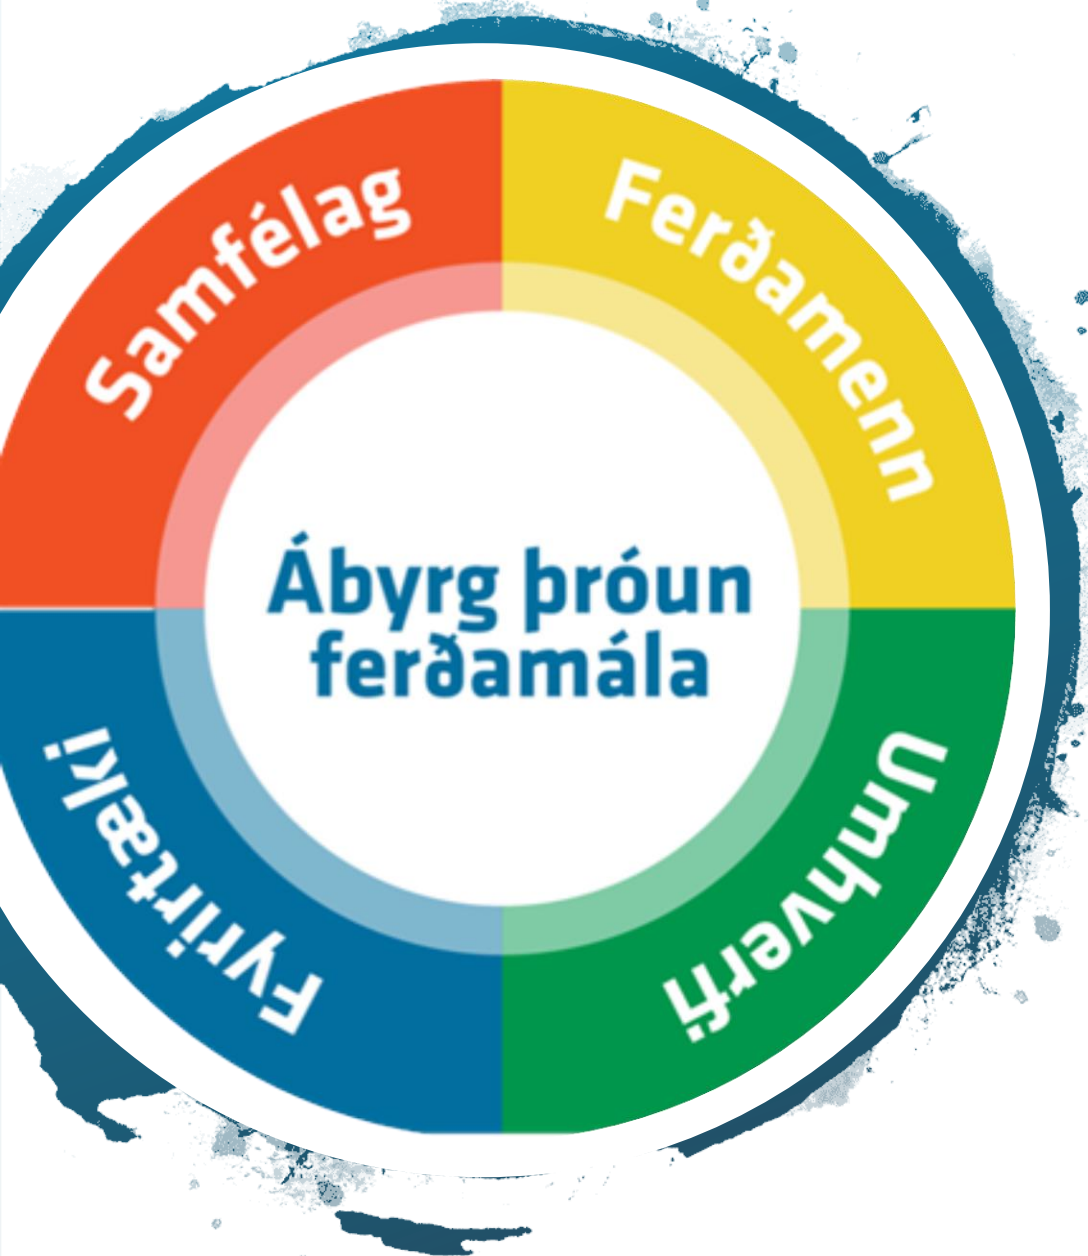 Samfélag
Ferðamenn
Ábyrg þróun
ferðamála
Fyrirtæki
Umhverfi